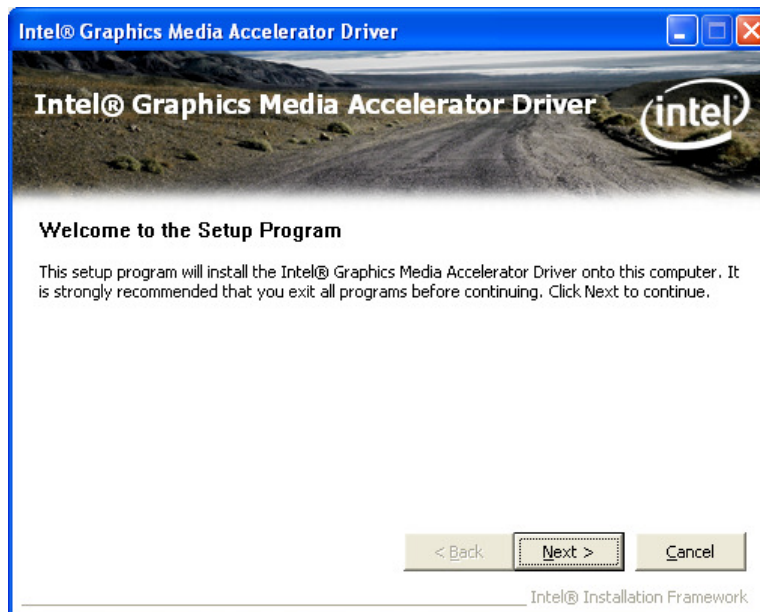 Intel® Graphics Media Accelerator Driver
Intel® Graphics Media Accelerator Driver
intel
Welcome to the Setup Program
This setup program will install the Intel® Graphics Media Accelerator Driver onto this computer. It
is strongly recommended that you exit all programs before continuing. Click Next to continue.
< Back Next > Cancel
Intel® Installation Framework